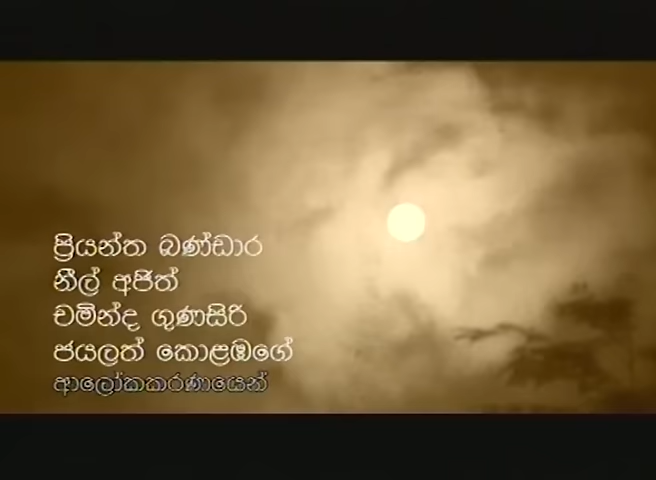 ප්‍රියන්ත බණ්ඩාර
නීල් අජිත්
චමින්ද ගුණසිරි
ජයලත් කොළඹගේ
ආලෝකකරණයෙන්